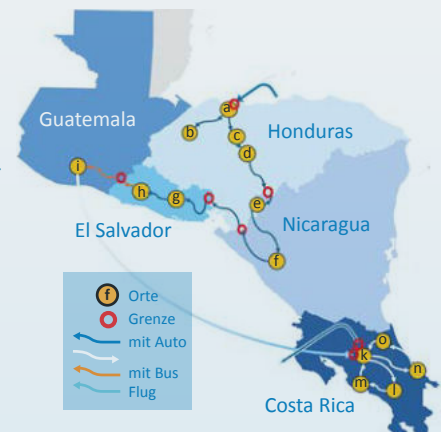 Guatemala
Honduras
El Salvador
Nicaragua
Costa Rica
a
b
c
d
e
f
g
h
i
k
o
n
m
l
f Orte
Grenze
mit Auto
mit Bus
Flug